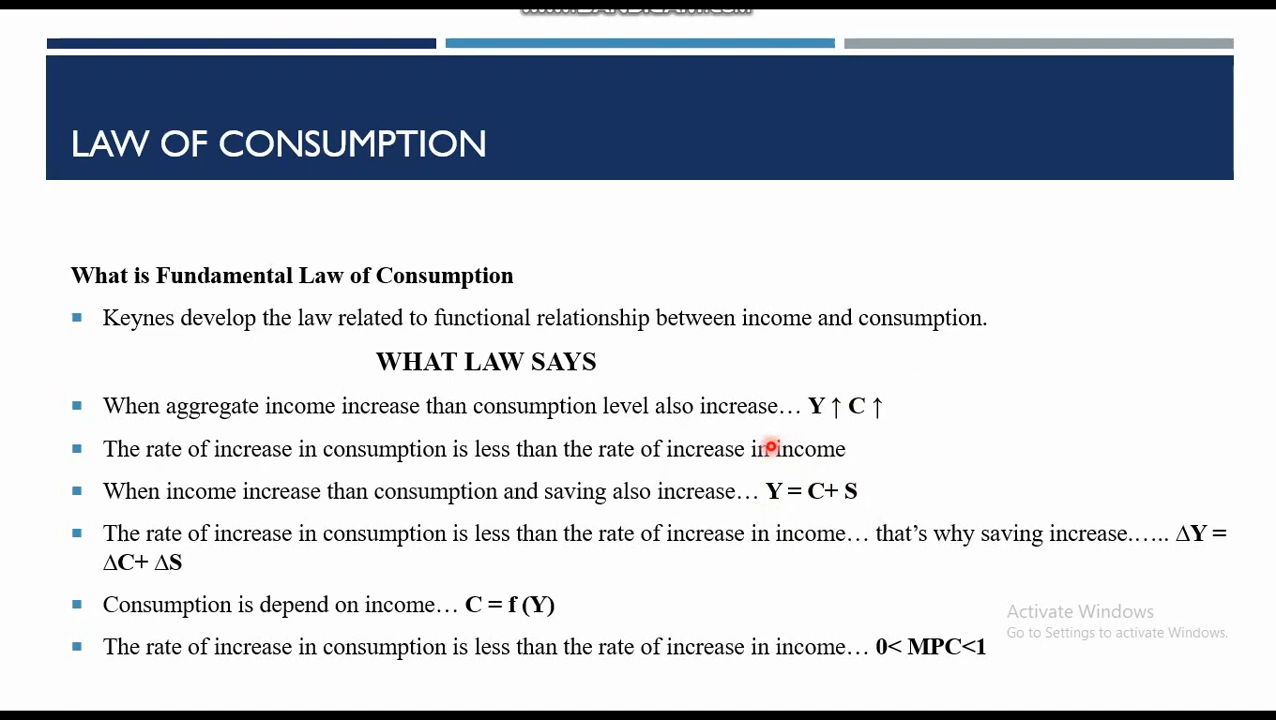 LAW OF CONSUMPTION
What is Fundamental Law of Consumption
Keynes develop the law related to functional relationship between income and consumption.
WHAT LAW SAYS
When aggregate income increase than consumption level also increase… Y ↑ C ↑
The rate of increase in consumption is less than the rate of increase in income
When income increase than consumption and saving also increase… Y = C+ S
The rate of increase in consumption is less than the rate of increase in income… that’s why saving increase.….. ΔY =
ΔC+ ΔS
Consumption is depend on income… C = f (Y)
The rate of increase in consumption is less than the rate of increase in income… 0< MPC<1
Activate Windows
Go to Settings to activate Windows.